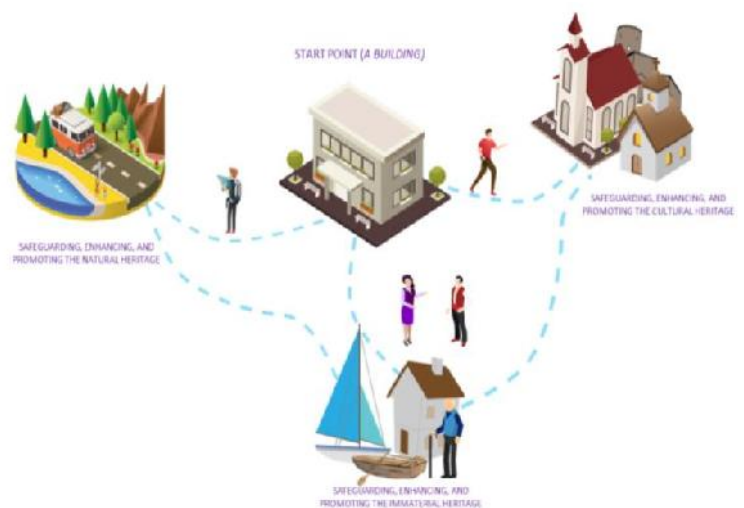 START POINT (A BUILDING)
SAFEGUARDING, ENHANCING, AND
PROMOTING THE CULTURAL HERITAGE
SAFEGUARDING, ENHANCING, AND
PROMOTING THE NATURAL HERITAGE
SAFEGUARDING, ENHANCING, AND
PROMOTING THE IMMATERIAL HERITAGE